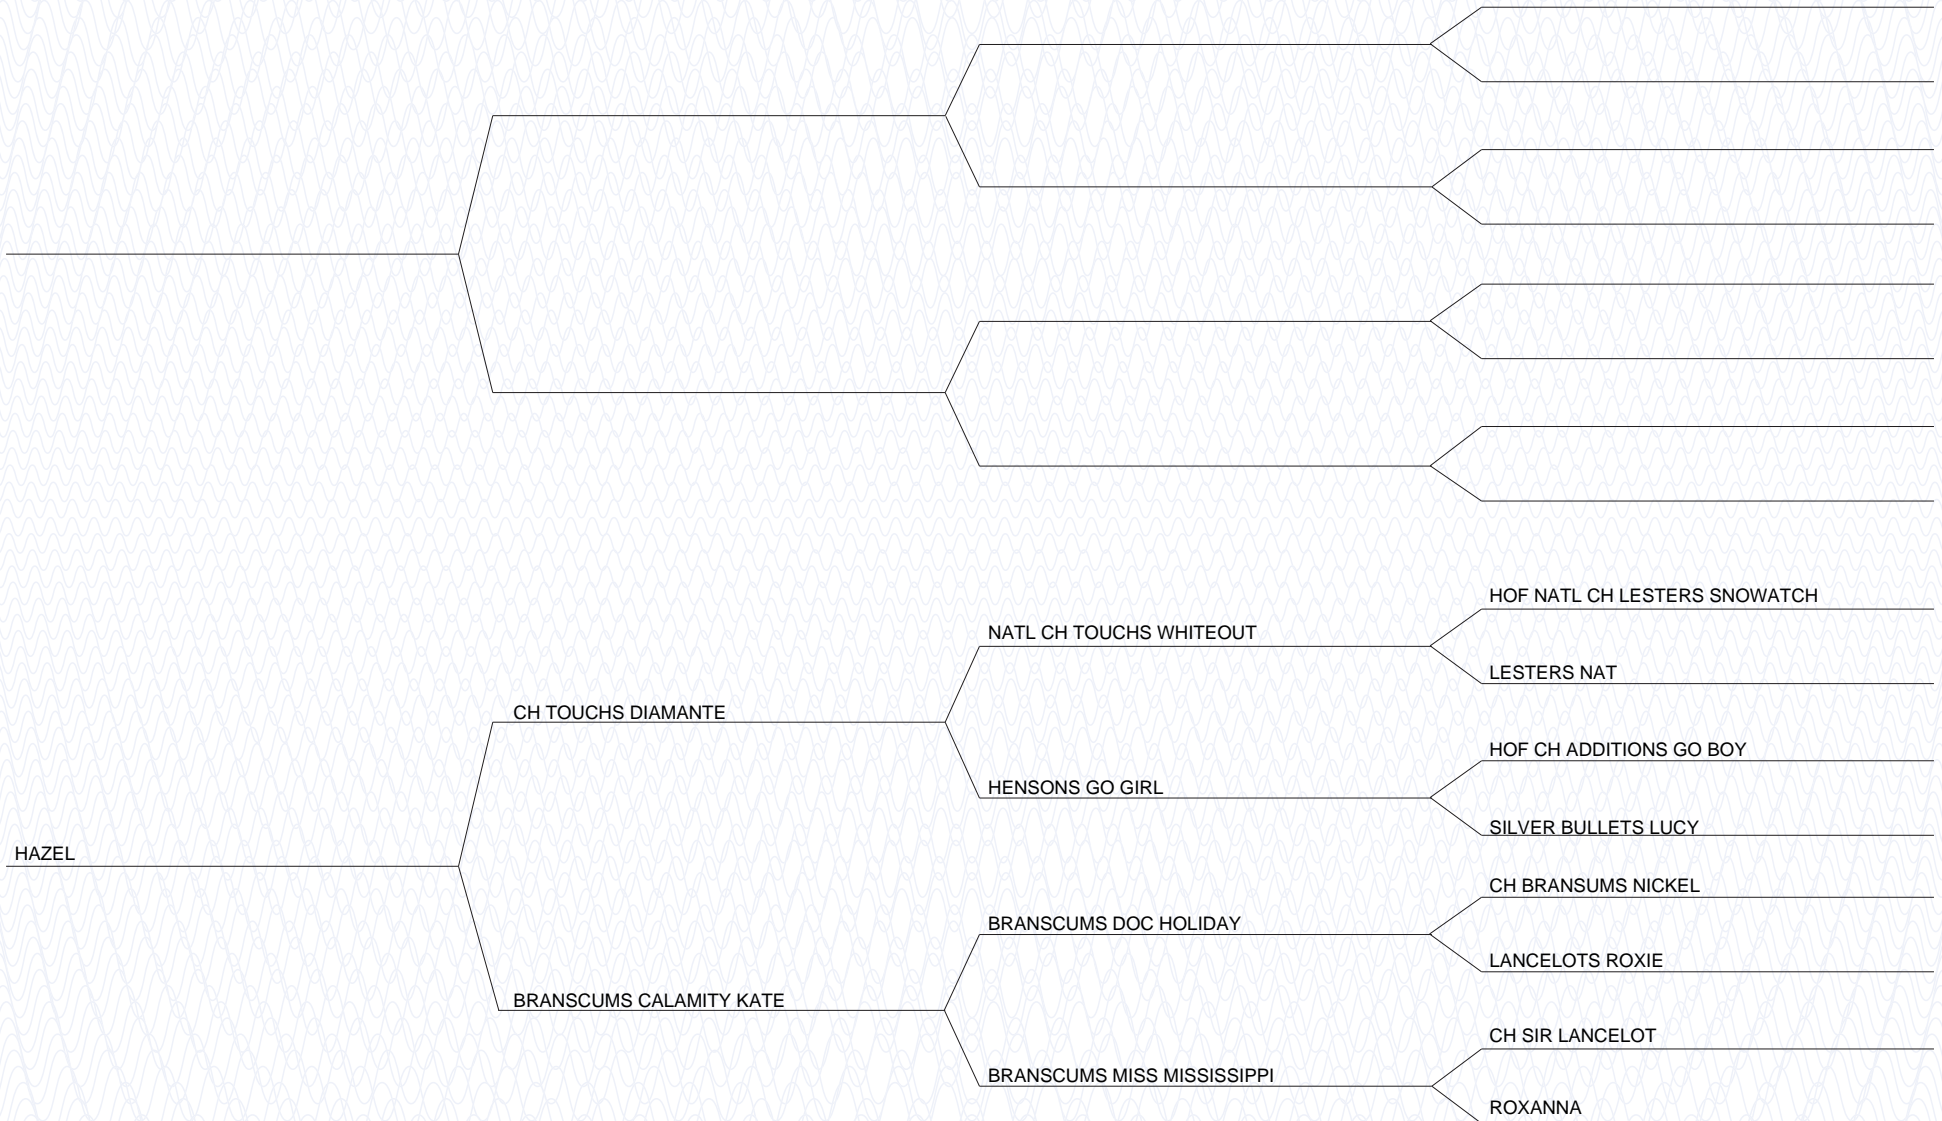 HOF NATL CH LESTERS SNOWATCH
NATL CH TOUCHS WHITEOUT
LESTERS NAT
CH TOUCHS DIAMANTE
HOF CH ADDITIONS GO BOY
HENSONS GO GIRL
SILVER BULLETS LUCY
HAZEL
CH BRANSUMS NICKEL
BRANSCUMS DOC HOLIDAY
LANCELOTS ROXIE
BRANSCUMS CALAMITY KATE
CH SIR LANCELOT
BRANSCUMS MISS MISSISSIPPI
ROXANNA